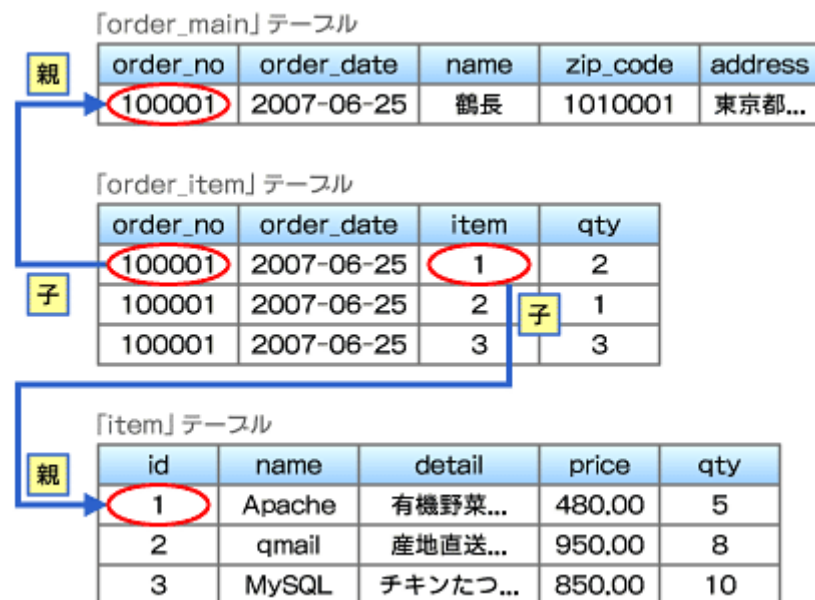 「order_main」テーブル
親
order_no order_date name zip_code address
100001 2007-06-25 鶴長 1010001 東京都...
「order_item」テーブル
order_no order_date item qty
100001 2007-06-25 1 2
子
100001 2007-06-25 2 1
子
100001 2007-06-25 3 3
「item」テーブル
親
id name detail price qty
1 Apache 有機野菜... 480.00 5
2 qmail 産地直送... 950.00 8
3 MySQL チキンたつ... 850.00 10